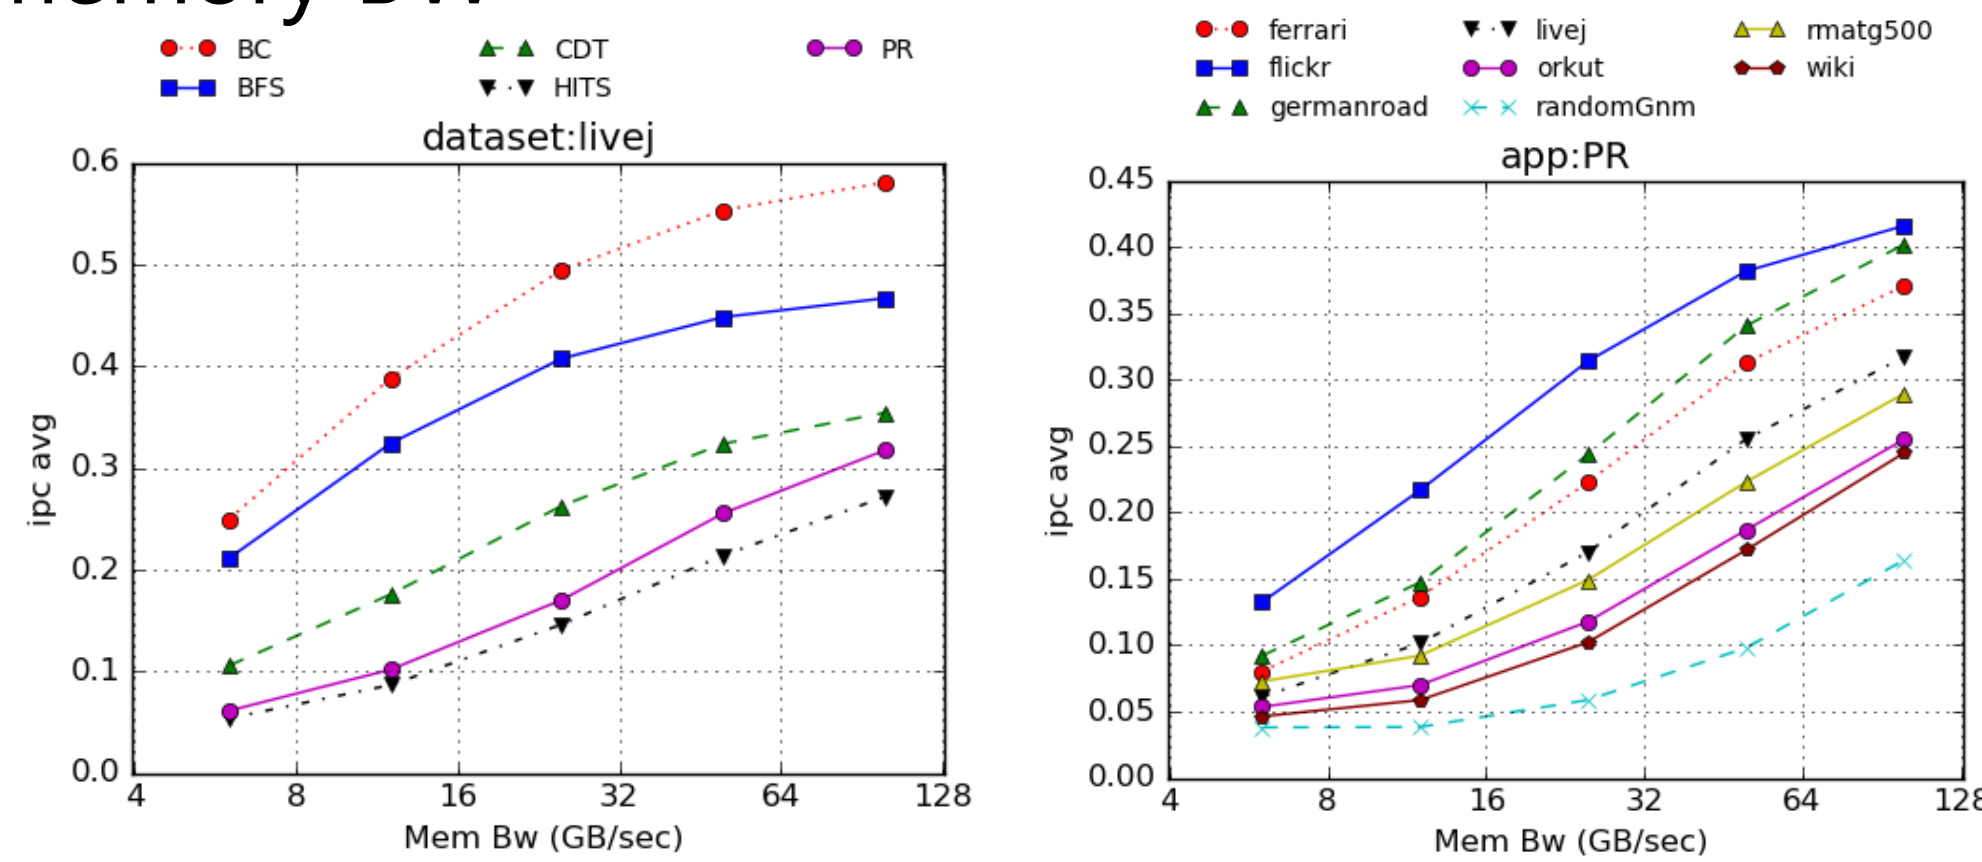 memory BW
BC
CDT
PR
BFS
HITS
dataset:livej
0.6
0.5
0.4
0.3
0.2
0.1
0.0
ipc avg
4 8 16 32 64 128
Mem Bw (GB/sec)
ferrari
livej
rmatg500
flickr
orkut
wiki
germanroad
randomGnm
app:PR
0.45
0.40
0.35
0.30
0.25
0.20
0.15
0.10
0.05
0.00
ipc avg
4 8 16 32 64 128
Mem Bw (GB/sec)